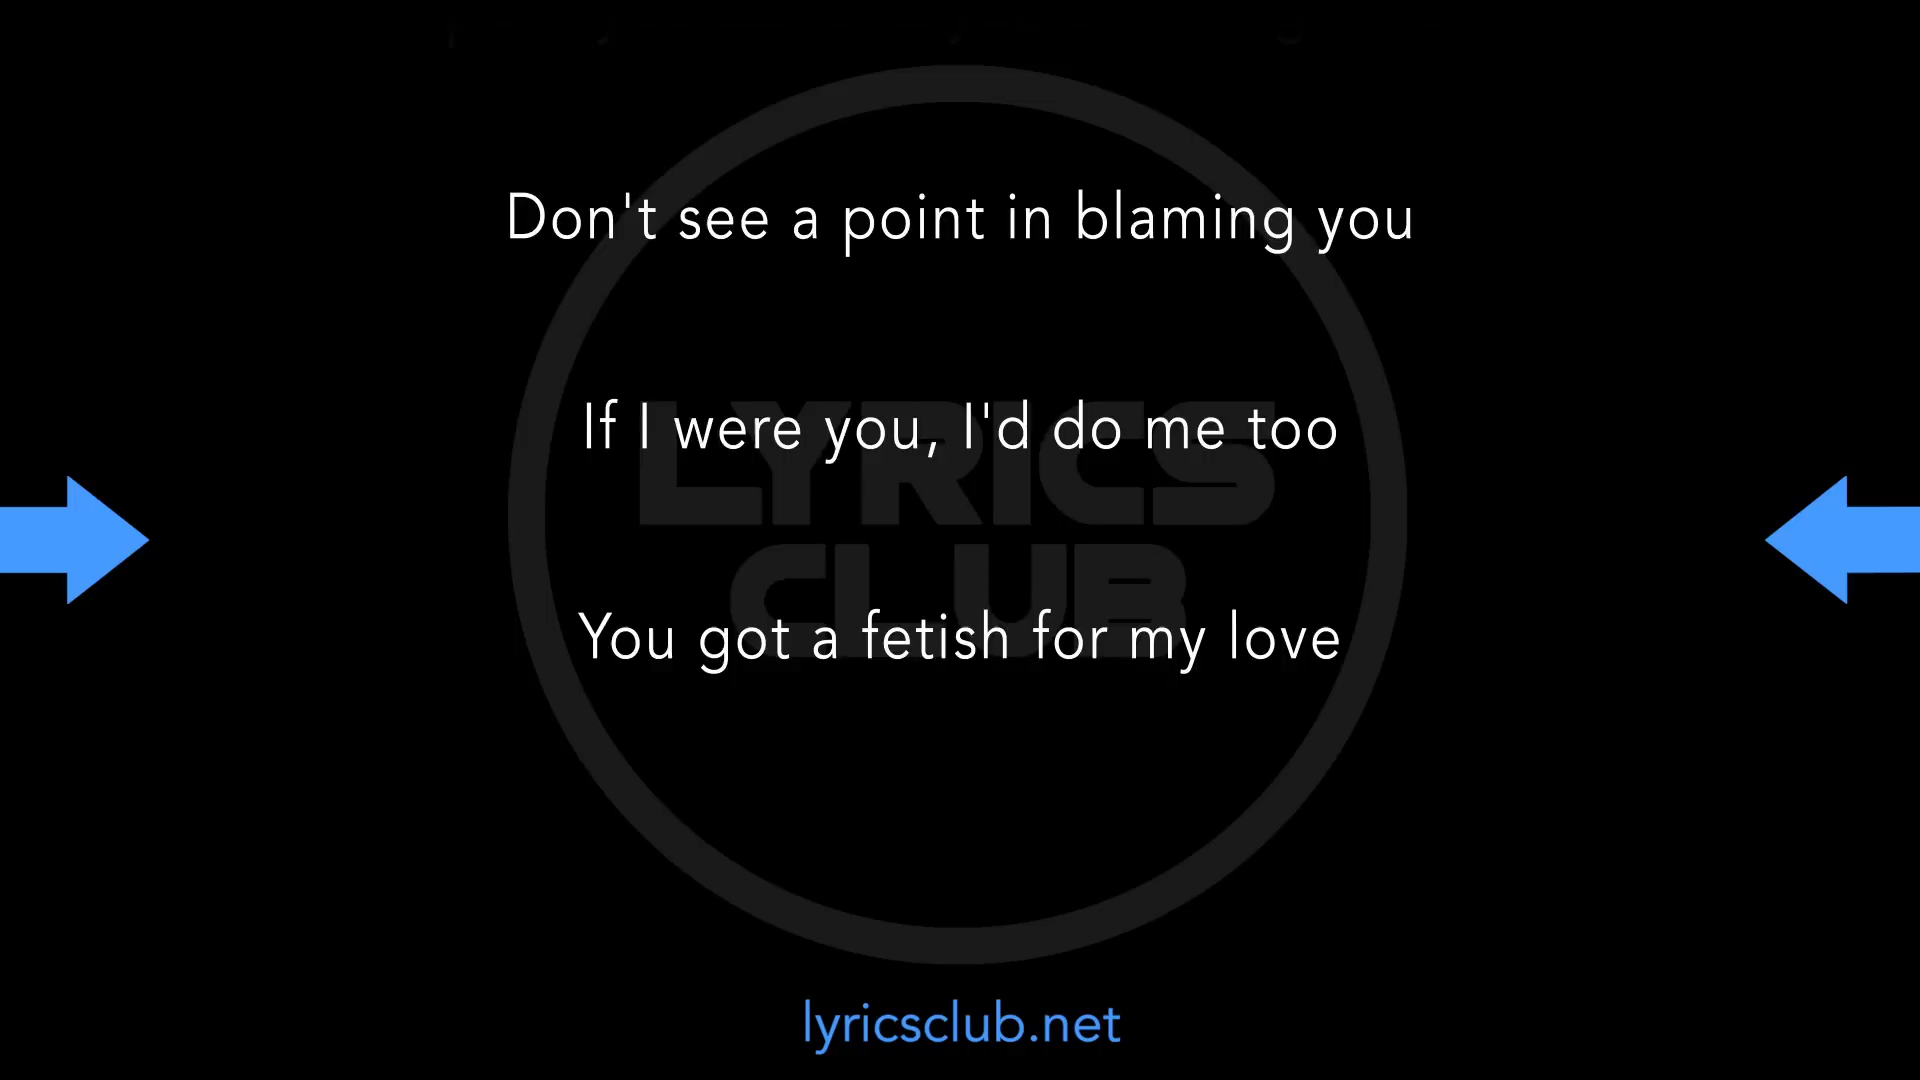 Don't see a point in blaming you
If I were you, I'd do me too
LYRICS
CLUB
You got a fetish for my love
lyricsclub.net